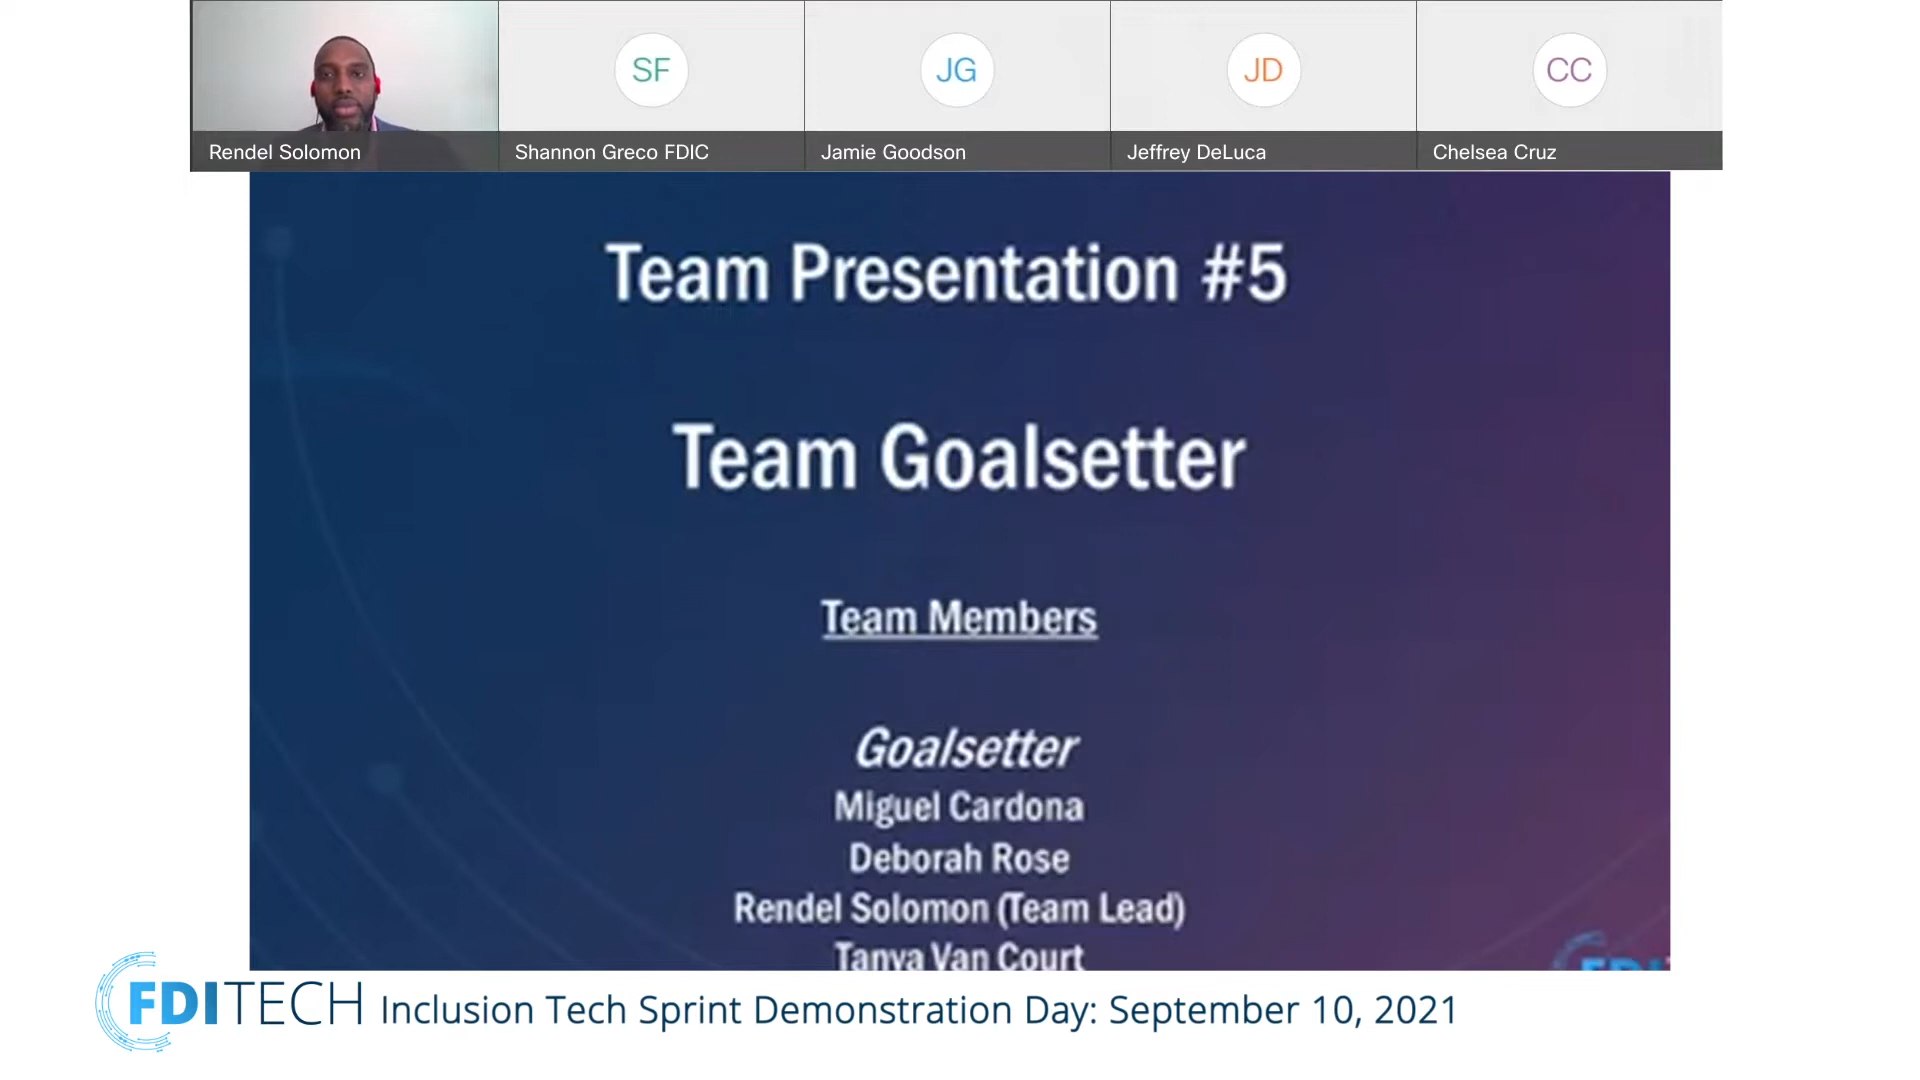 SF
JG
JD
CC
Rendel Solomon
Shannon Greco FDIC
Jamie Goodson
Jeffrey DeLuca
Chelsea Cruz
Team Presentation #5
Team Goalsetter
Team Members
Goalsetter
Miguel Cardona
Deborah Rose
Rendel Solomon (Team Lead)
Tanya Van Court
FDITECH Inclusion Tech Sprint Demonstration Day: September 10, 2021